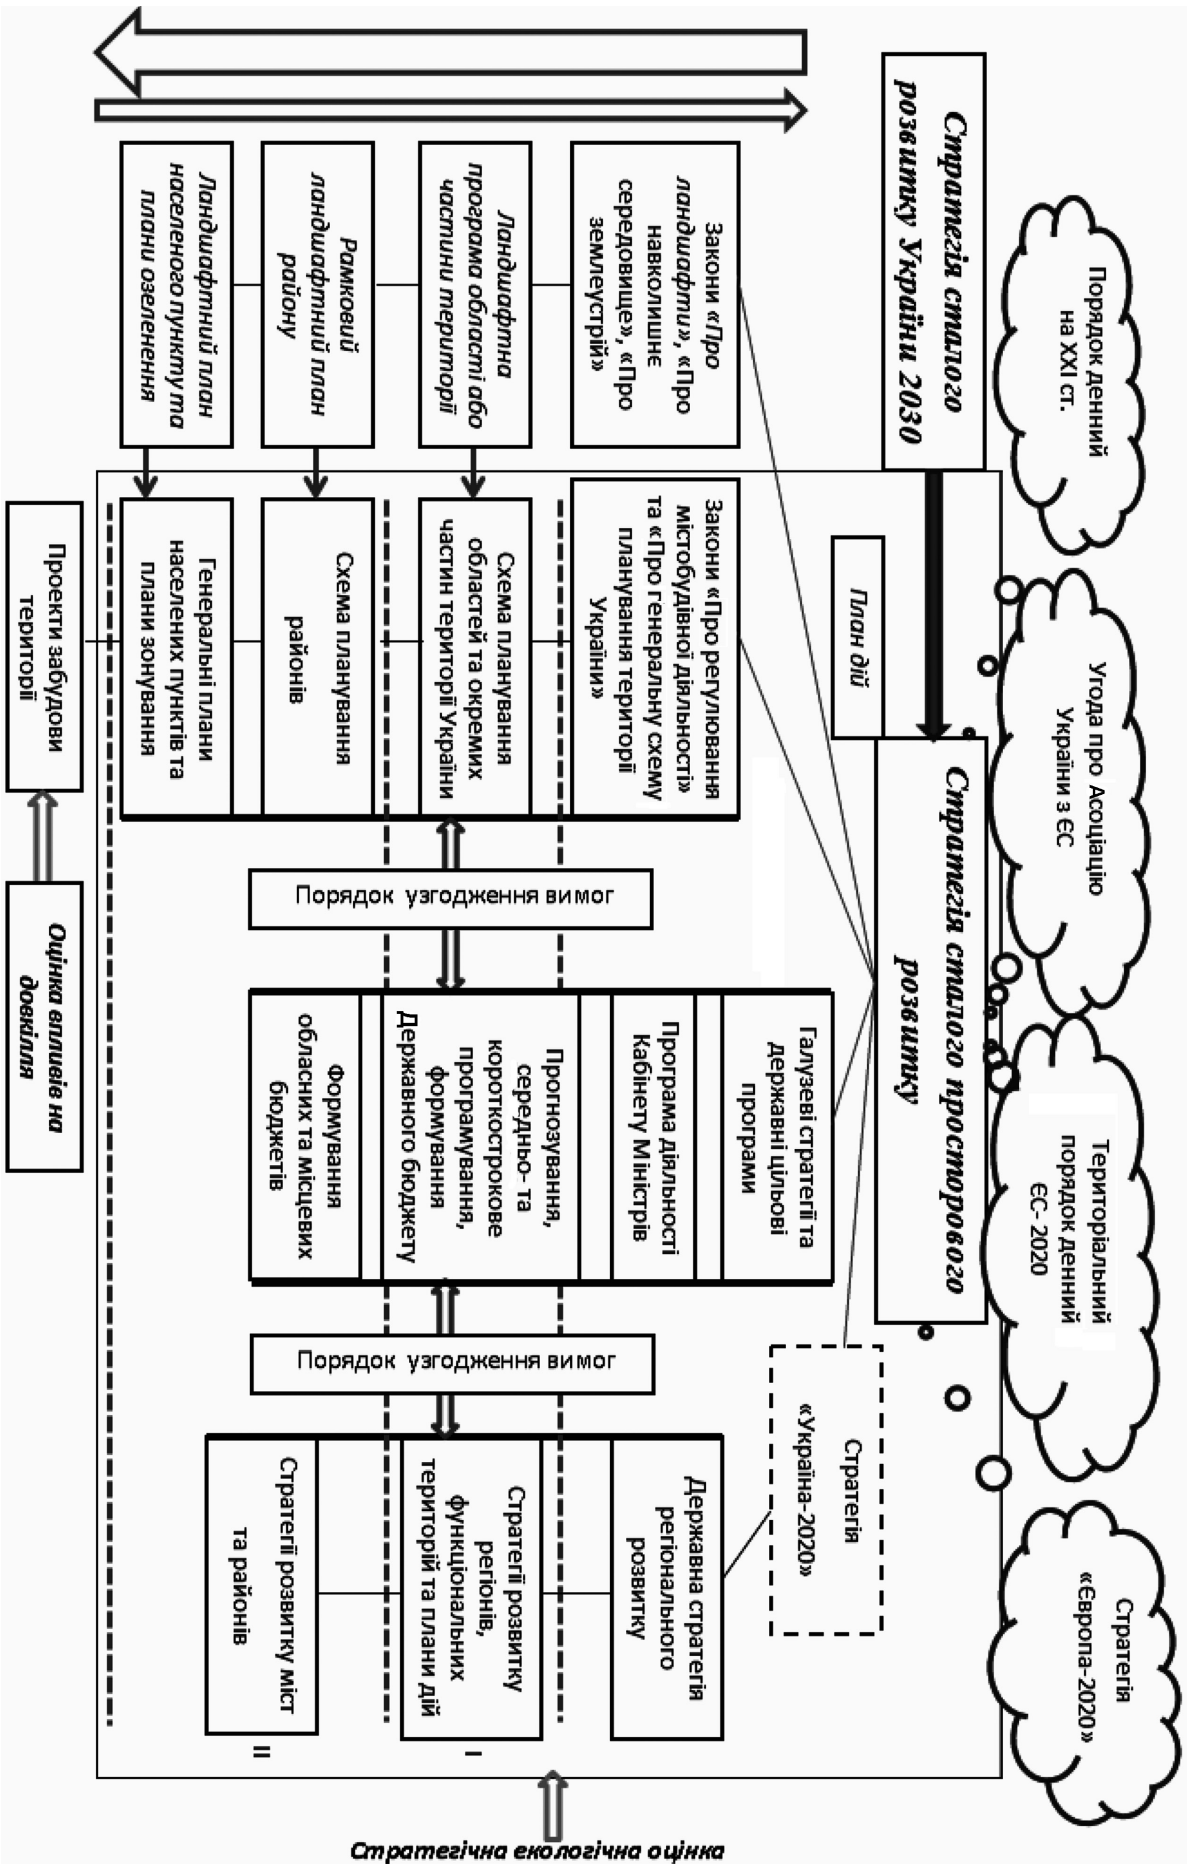 Порядок денний
на ХХІ ст.
Угода про Асоціацію
України з ЄС
Територіальний
порядок денний
ЄС- 2020
Стратегія
«Європа-2020»
Стратегія сталого
розвитку України 2030
План дій
Стратегія сталого просторового
розвитку
Стратегія
«Україна-2020»
Закони «Про
ландшафти», «Про
навколишнє
середовище», «Про
землеустрій»
Ландшафтна
програма області або
частини території
Рамковий
ландшафтний план
району
Ландшафтний план
населеного пункту та
плани озеленення
Закони «Про регулювання
містобудівної діяльності»
та «Про генеральну схему
планування території
України»
Схема планування
областей та окремих
частин території України
Схема планування
районів
Генеральні плани
населених пунктів та
плани зонування
Проекти забудови
території
Оцінка впливів на
довкілля
Порядок узгодження вимог
Галузеві стратегії та
державні цільові
програми
Програма діяльності
Кабінету Міністрів
Прогнозування,
середньо- та
короткострокове
програмування,
формування
Державного бюджету
Формування
обласних та місцевих
бюджетів
Порядок узгодження вимог
Державна стратегія
регіонального
розвитку
Стратегії розвитку
регіонів,
функціональних
територій та плани дій
Стратегії розвитку міст
та районів
I
II
Стратегічна екологічна оцінка